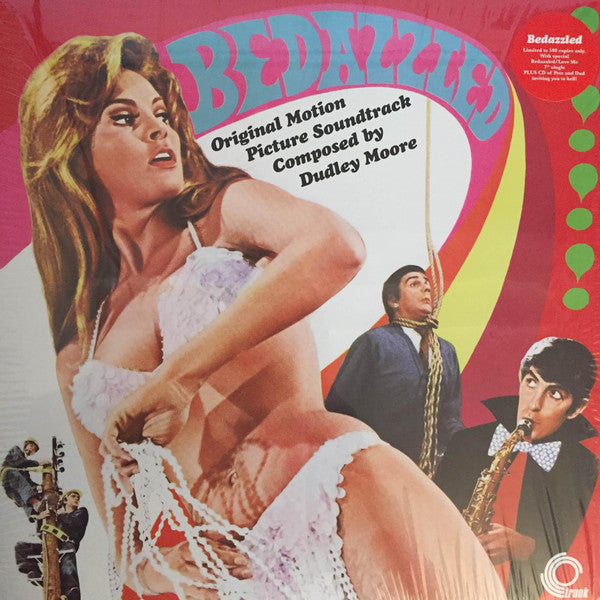 BEDAZZLED
Original Motion
Picture Soundtrack
Composed by
Dudley Moore
Bedazzled
Limited to 500 copies only.
With special
Bedazzled/Love Me
7" single
PLUS CD of Pete and Dud
inviting you to hell!
trunk